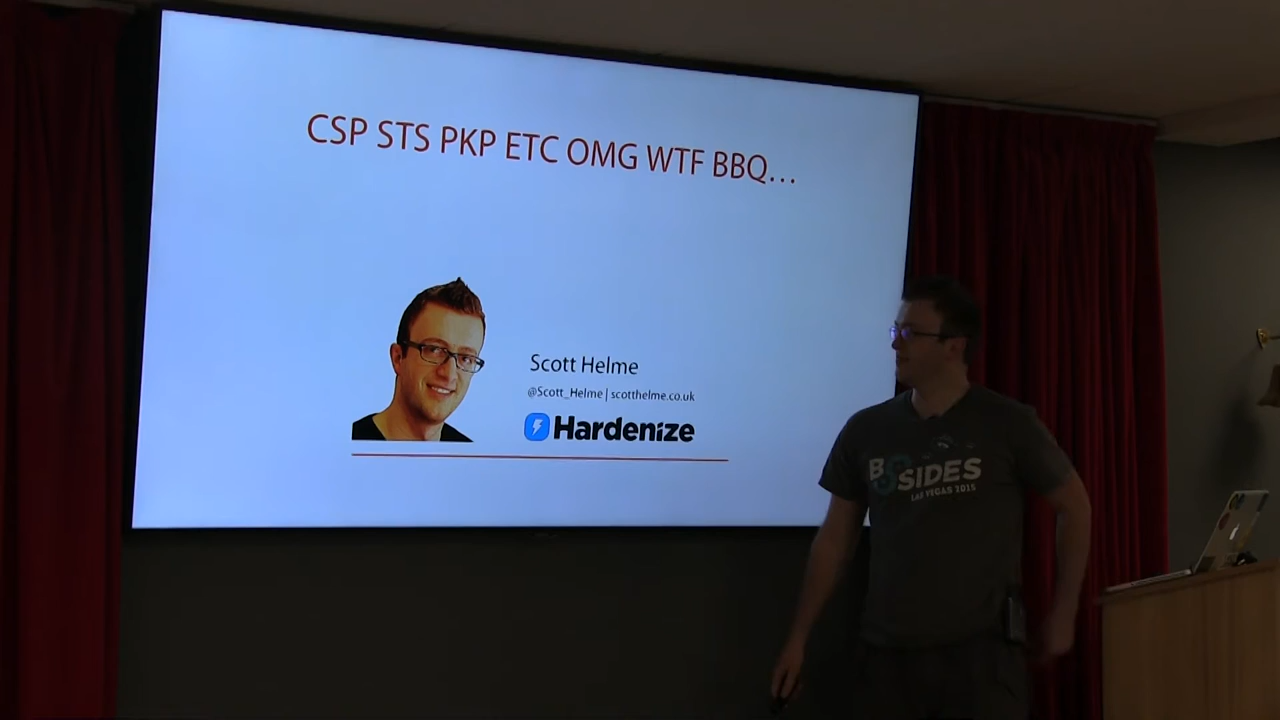 CSP STS PKP ETC OMG WTF BBQ...
Scott Helme
@Scott_Helme | scotthelme.co.uk
Hardenize
BSIDES
LAS VEGAS 2015